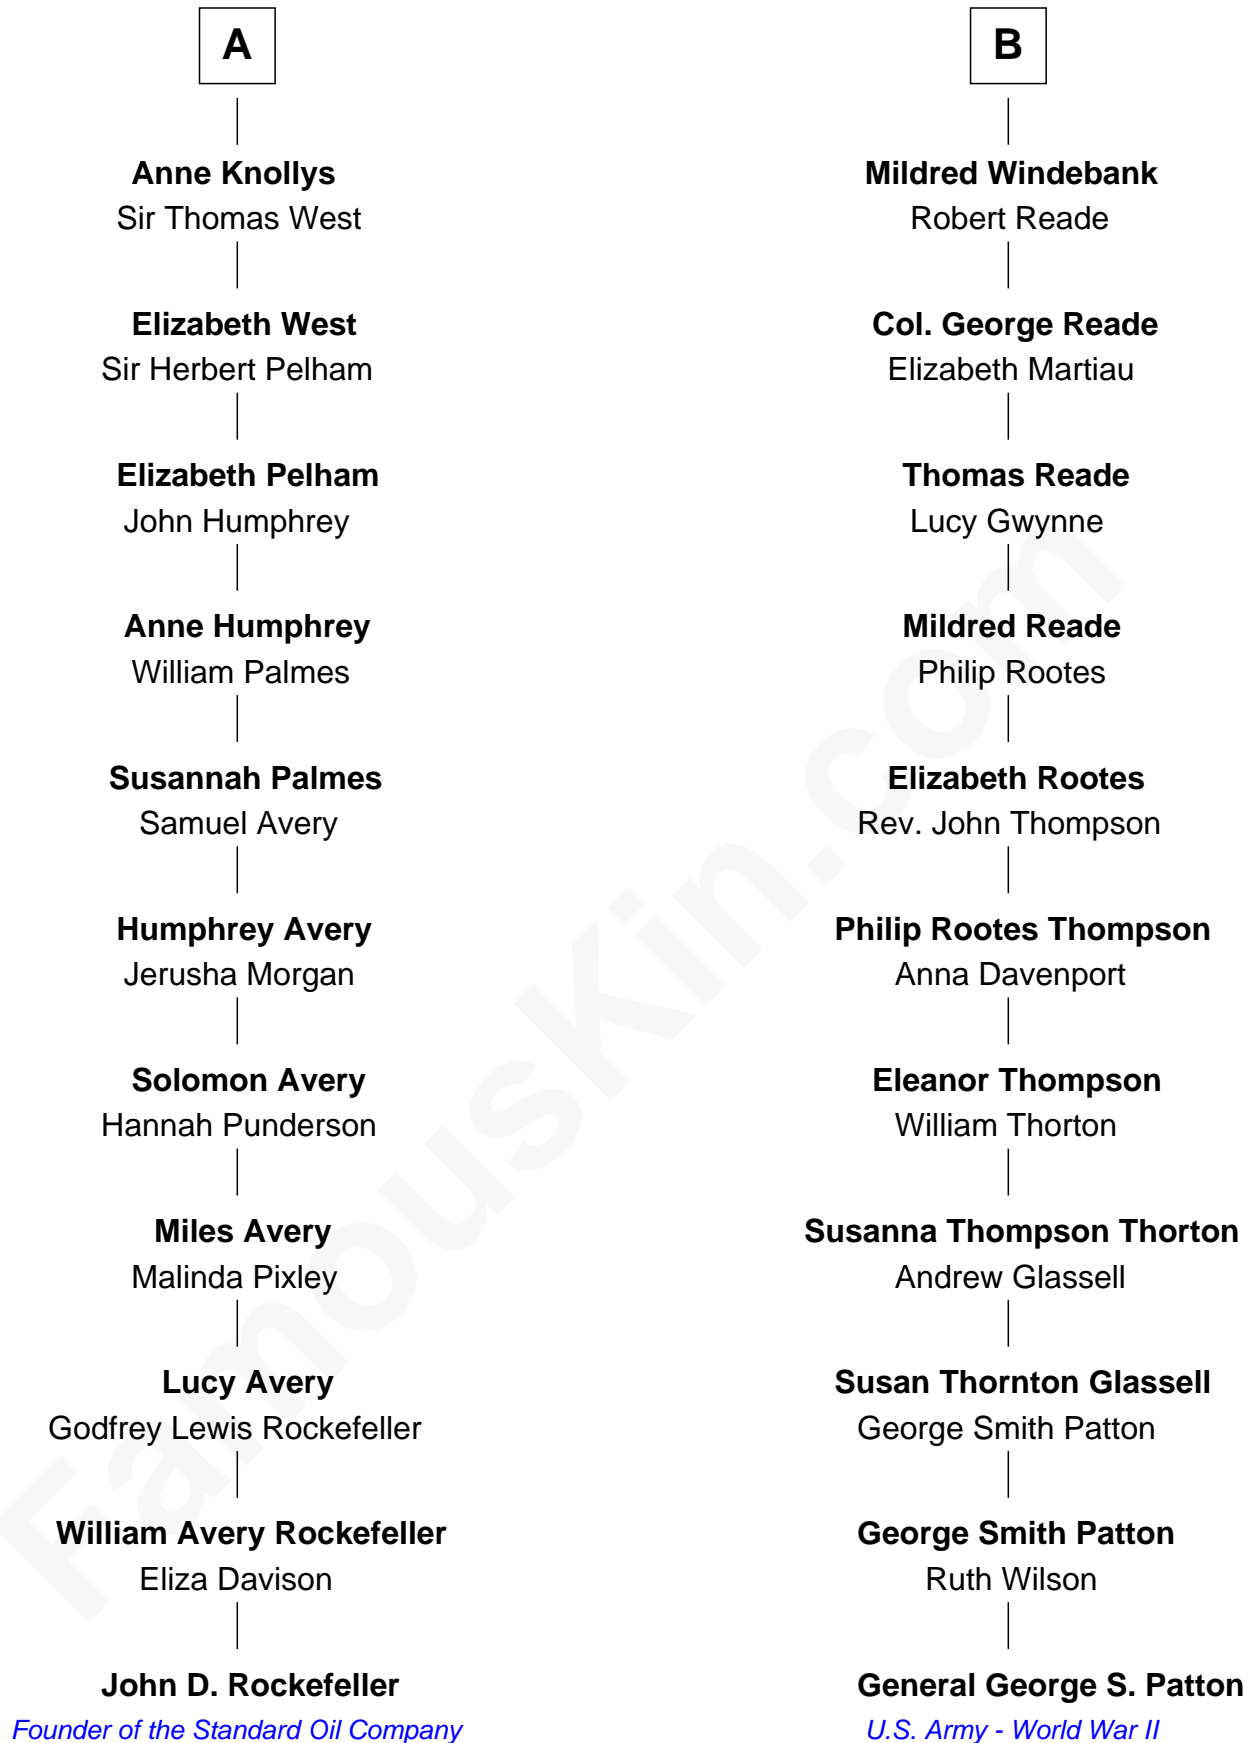 A
Anne Knollys
Sir Thomas West
Elizabeth West
Sir Herbert Pelham
Elizabeth Pelham
John Humphrey
Anne Humphrey
William Palmes
Susannah Palmes
Samuel Avery
Humphrey Avery
Jerusha Morgan
Solomon Avery
Hannah Punderson
Miles Avery
Malinda Pixley
Lucy Avery
Godfrey Lewis Rockefeller
William Avery Rockefeller
Eliza Davison
John D. Rockefeller
Founder of the Standard Oil Company
B
Mildred Windebank
Robert Reade
Col. George Reade
Elizabeth Martiau
Thomas Reade
Lucy Gwynne
Mildred Reade
Philip Rootes
Elizabeth Rootes
Rev. John Thompson
Philip Rootes Thompson
Anna Davenport
Eleanor Thompson
William Thorton
Susanna Thompson Thorton
Andrew Glassell
Susan Thornton Glassell
George Smith Patton
George Smith Patton
Ruth Wilson
General George S. Patton
U.S. Army - World War II
FamousKin.com